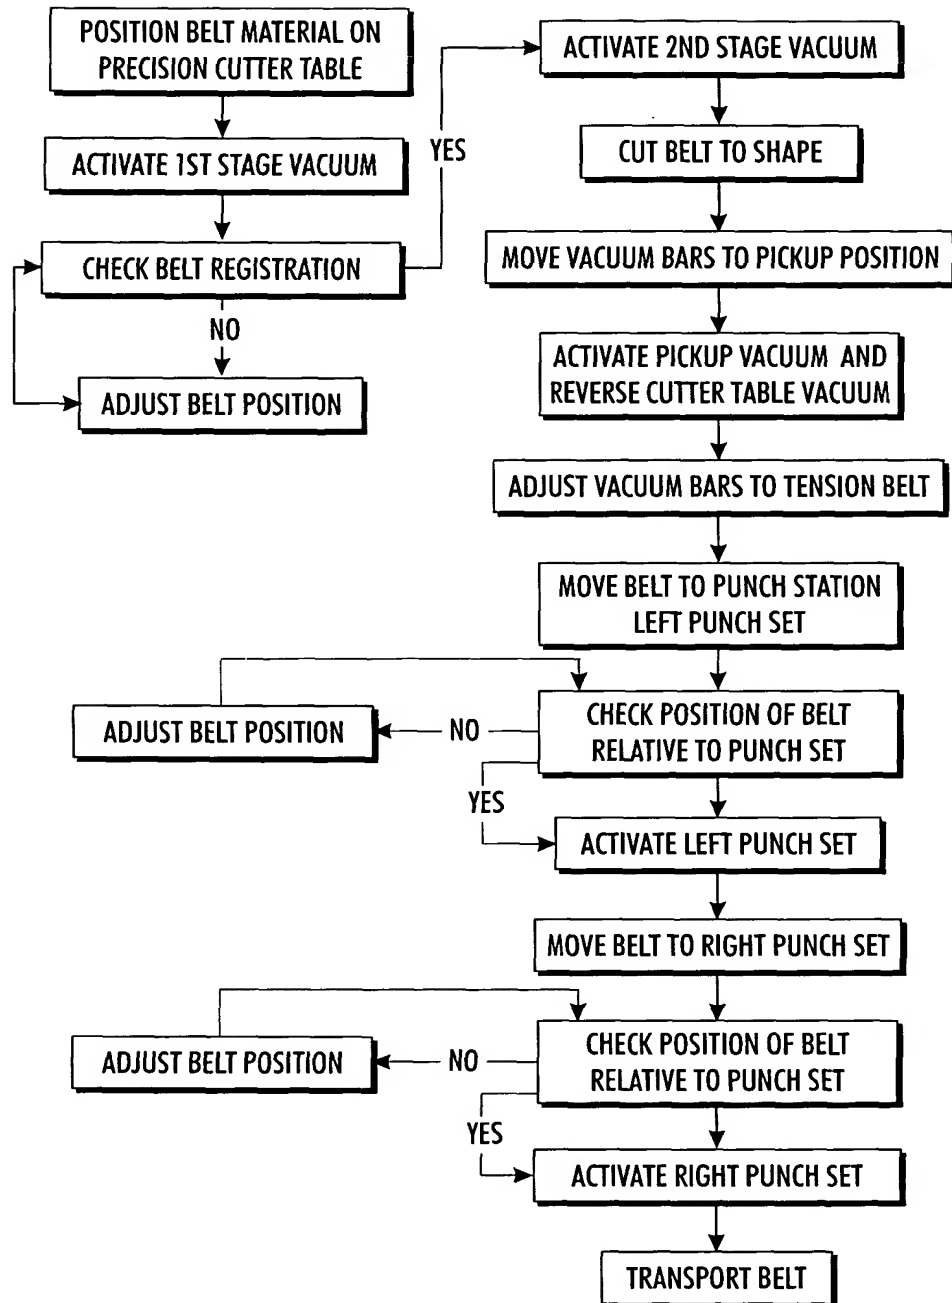 POSITION BELT MATERIAL ON
PRECISION CUTTER TABLE
ACTIVATE 1ST STAGE VACUUM
CHECK BELT REGISTRATION
NO
ADJUST BELT POSITION
YES
ACTIVATE 2ND STAGE VACUUM
CUT BELT TO SHAPE
MOVE VACUUM BARS TO PICKUP POSITION
ACTIVATE PICKUP VACUUM AND
REVERSE CUTTER TABLE VACUUM
ADJUST VACUUM BARS TO TENSION BELT
MOVE BELT TO PUNCH STATION
LEFT PUNCH SET
CHECK POSITION OF BELT
RELATIVE TO PUNCH SET
NO
ADJUST BELT POSITION
YES
ACTIVATE LEFT PUNCH SET
MOVE BELT TO RIGHT PUNCH SET
CHECK POSITION OF BELT
RELATIVE TO PUNCH SET
NO
ADJUST BELT POSITION
YES
ACTIVATE RIGHT PUNCH SET
TRANSPORT BELT